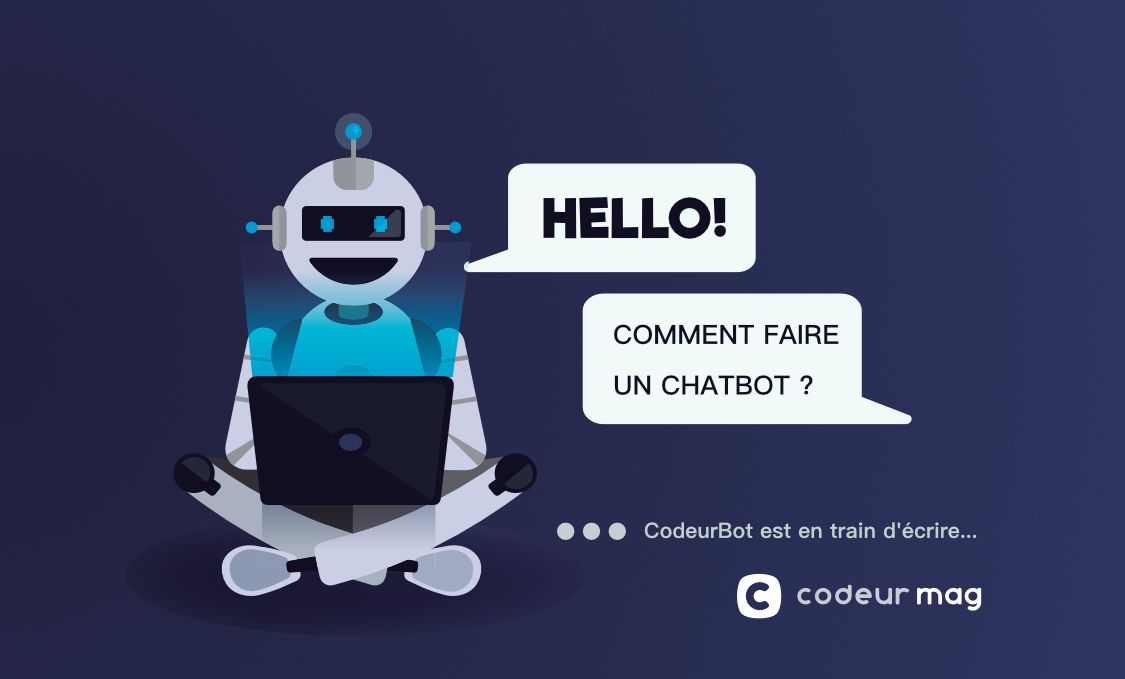 HELLO!
COMMENT FAIRE
UN CHATBOT ?
CodeurBot est en train d'écrire...
C codeur mag